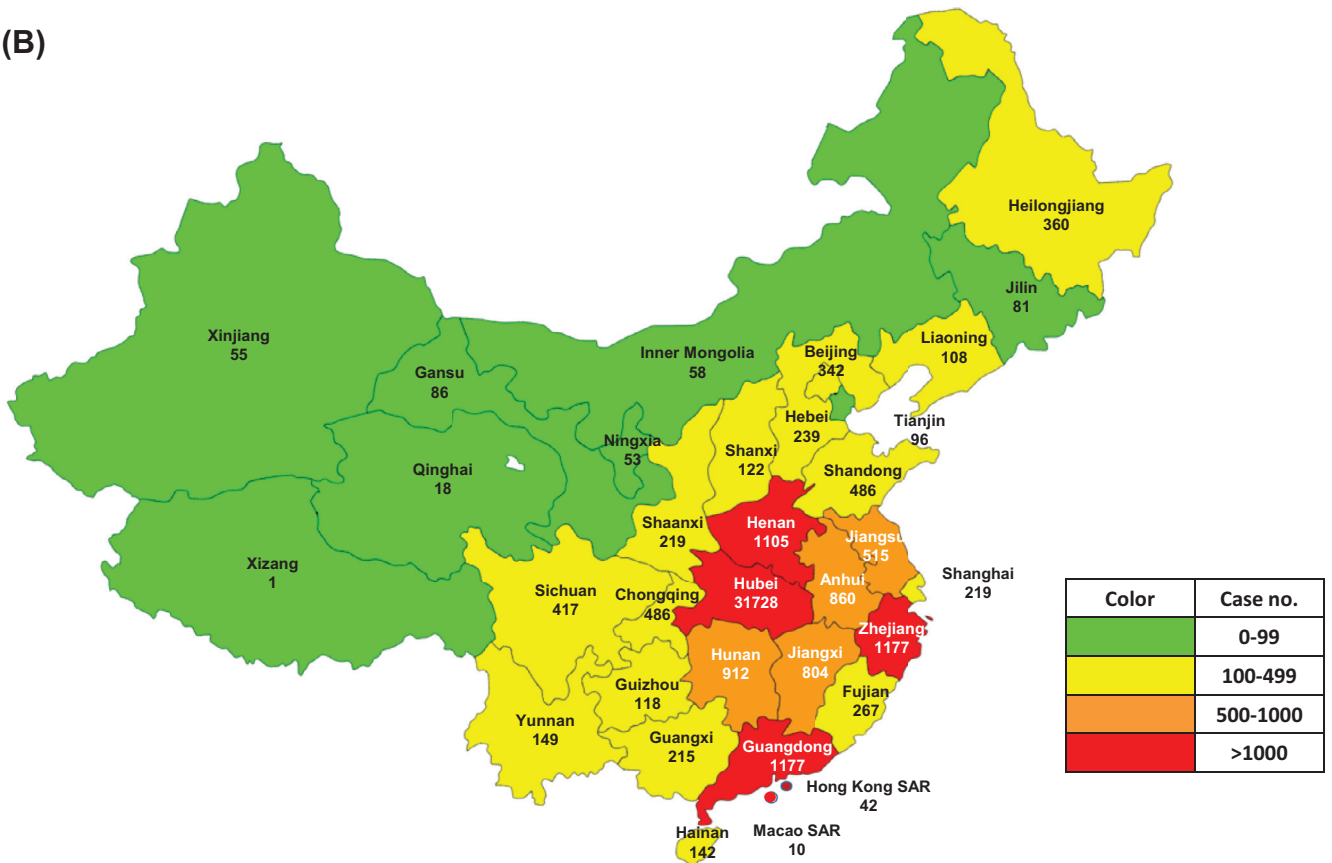 (B)
Heilongjiang
360
Jilin
81
Liaoning
108
Xinjiang
55
Gansu
86
Inner Mongolia
58
Beijing
342
Hebei
239
Tianjin
96
Ningxia
53
Shanxi
122
Qinghai
18
Shandong
486
Shaanxi
219
Henan
1105
Jiangsu
515
Xizang
1
Sichuan
417
Chongqing
486
Hubei
31728
Anhui
860
Shanghai
219
Zhejiang
1177
Hunan
912
Jiangxi
804
Guizhou
118
Fujian
267
Yunnan
149
Guangxi
215
Guangdong
1177
Hong Kong SAR
42
Macao SAR
10
Hainan
142
Color Case no.
0-99
100-499
500-1000
>1000